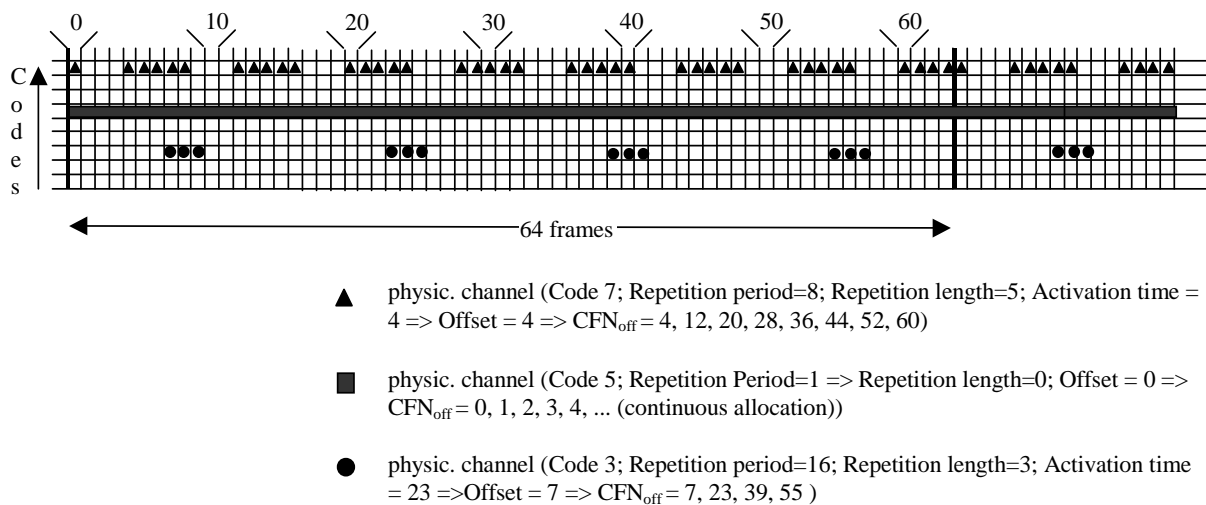 0 10 20 30 40 50 60
C
o
d
e
s
64 frames
physic. channel (Code 7; Repetition period=8; Repetition length=5; Activation time =
4 => Offset = 4 => CFNoff = 4, 12, 20, 28, 36, 44, 52, 60)
physic. channel (Code 5; Repetition Period=1 => Repetition length=0; Offset = 0 =>
CFNoff = 0, 1, 2, 3, 4, ... (continuous allocation))
physic. channel (Code 3; Repetition period=16; Repetition length=3; Activation time
= 23 =>Offset = 7 => CFNoff = 7, 23, 39, 55 )